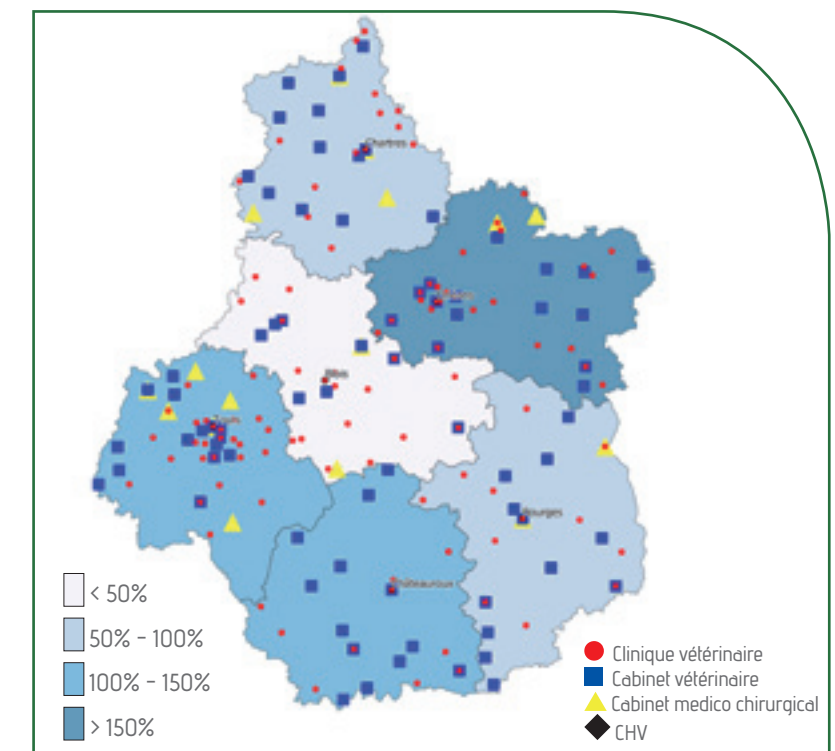 Chartres
Blois
Tours
Bourges
Châteauroux
< 50%
50% - 100%
100% - 150%
> 150%
Clinique vétérinaire
Cabinet vétérinaire
Cabinet medico chirurgical
CHV